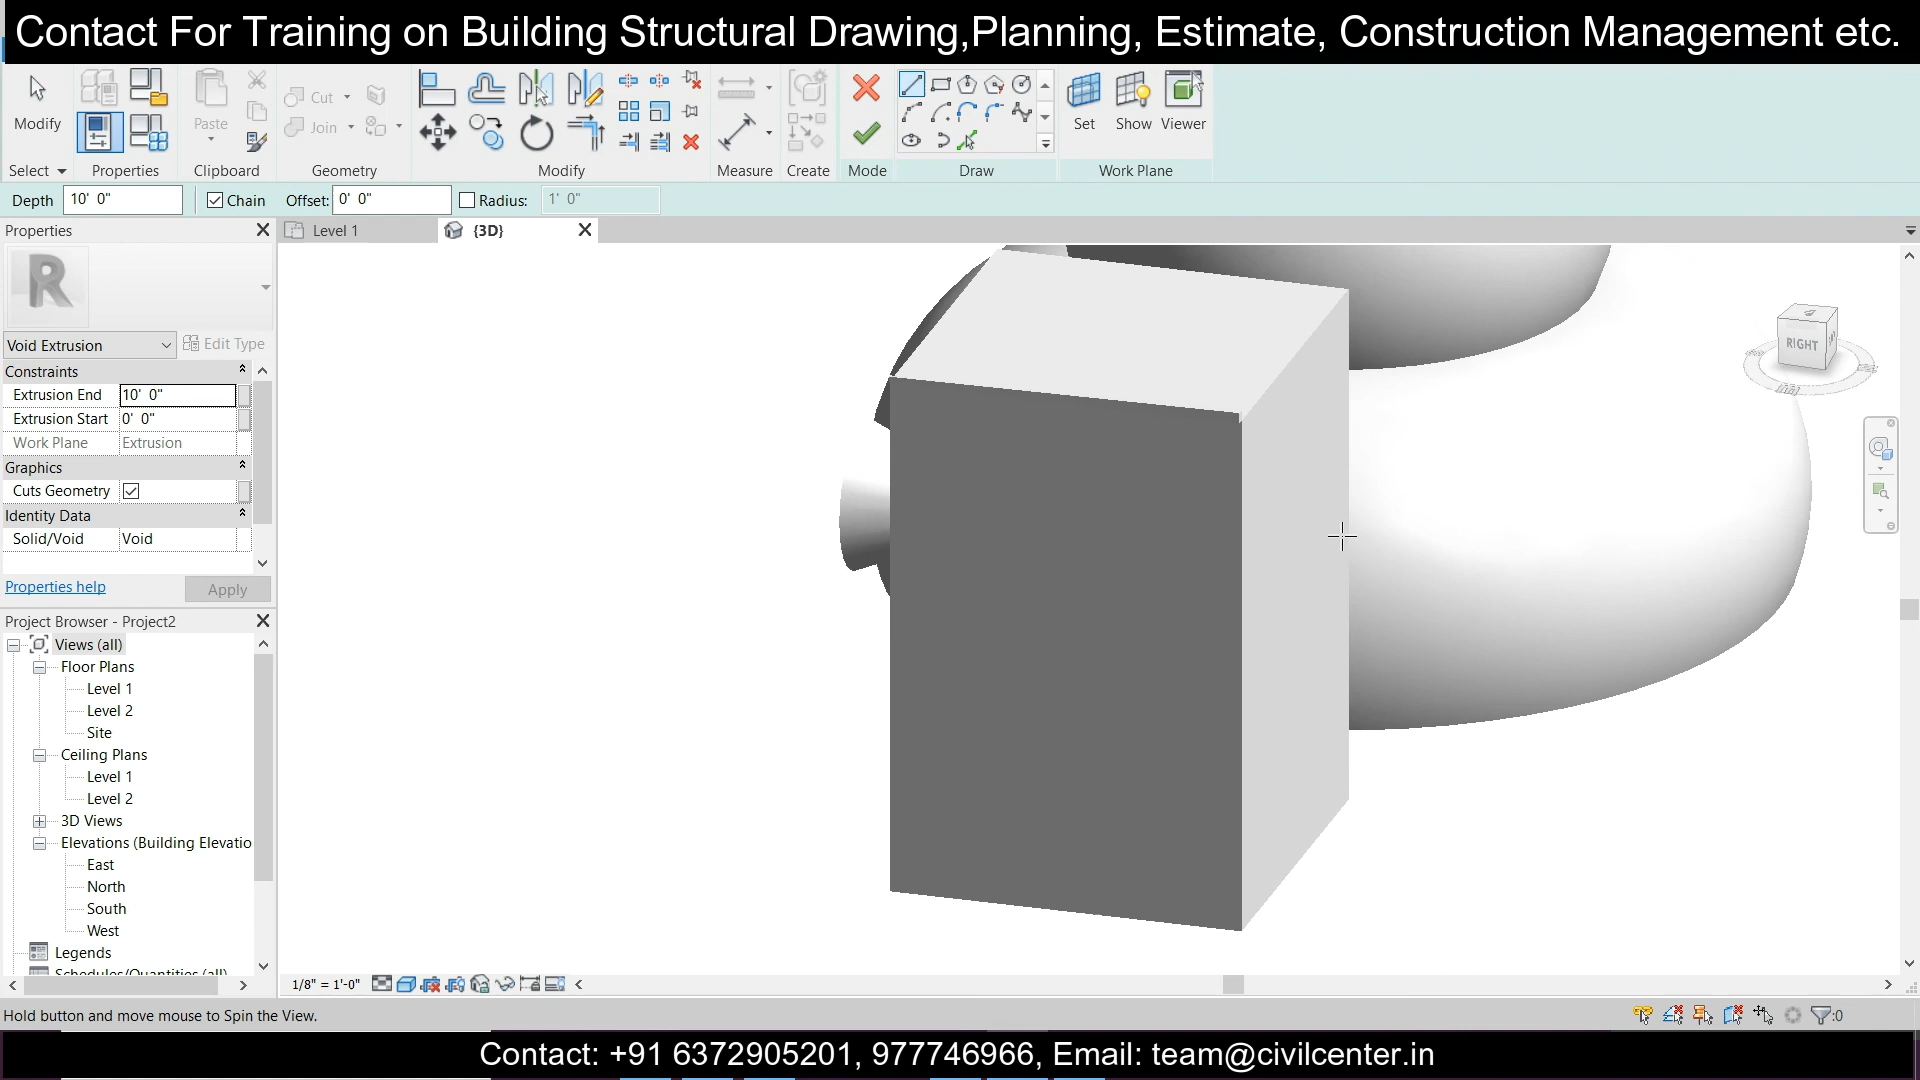 Contact For Training on Building Structural Drawing,Planning, Estimate, Construction Management etc.
Modify
Paste
Cut
Join
Set
Show
Viewer
Select
Properties
Clipboard
Geometry
Modify
Measure
Create
Mode
Draw
Work Plane
Depth 10' 0" Chain Offset: 0' 0" Radius: 1' 0"
Properties
Level 1
{3D}
R
Void Extrusion
Edit Type
Constraints
Extrusion End 10' 0"
Extrusion Start 0' 0"
Work Plane Extrusion
Graphics
Cuts Geometry
Identity Data
Solid/Void Void
Properties help
Apply
RIGHT
Project Browser - Project2
Views (all)
Floor Plans
Level 1
Level 2
Site
Ceiling Plans
Level 1
Level 2
3D Views
Elevations (Building Elevatio
East
North
South
West
Legends
Schedules/Quantities (all)
1/8" = 1'-0"
Hold button and move mouse to Spin the View.
:0
Contact: +91 6372905201, 977746966, Email: team@civilcenter.in